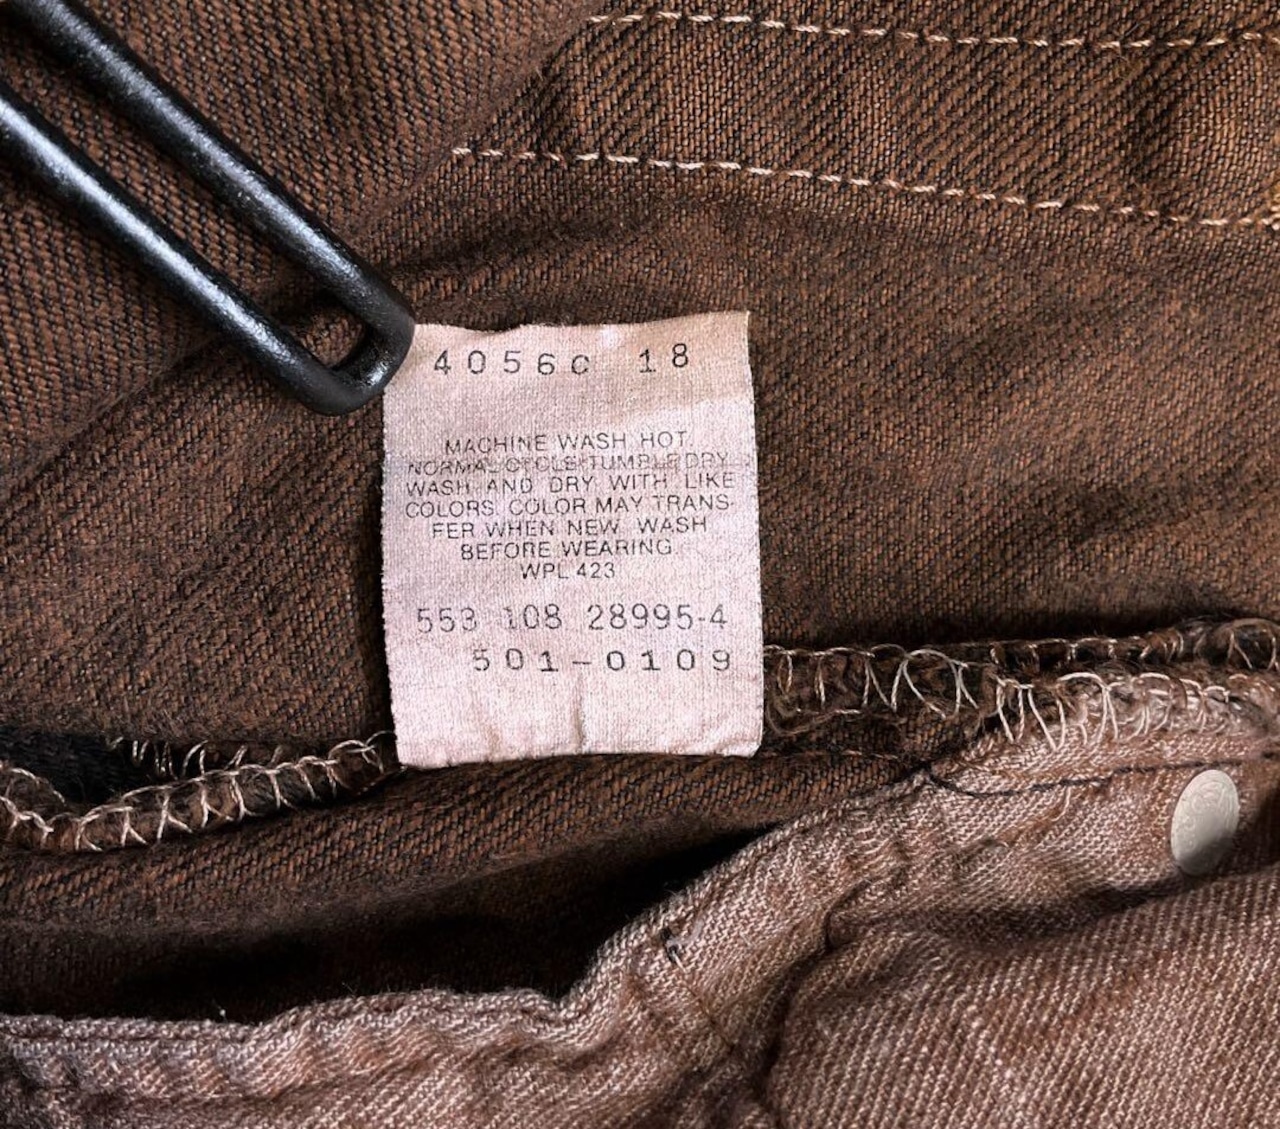 4056C 18
MACHINE WASH HOT.
NORMAL CYCLE TUMBLE DRY
WASH AND DRY WITH LIKE
COLORS. COLOR MAY TRANS-
FER WHEN NEW. WASH
BEFORE WEARING.
WPL 423
553 108 28995-4
501-0109